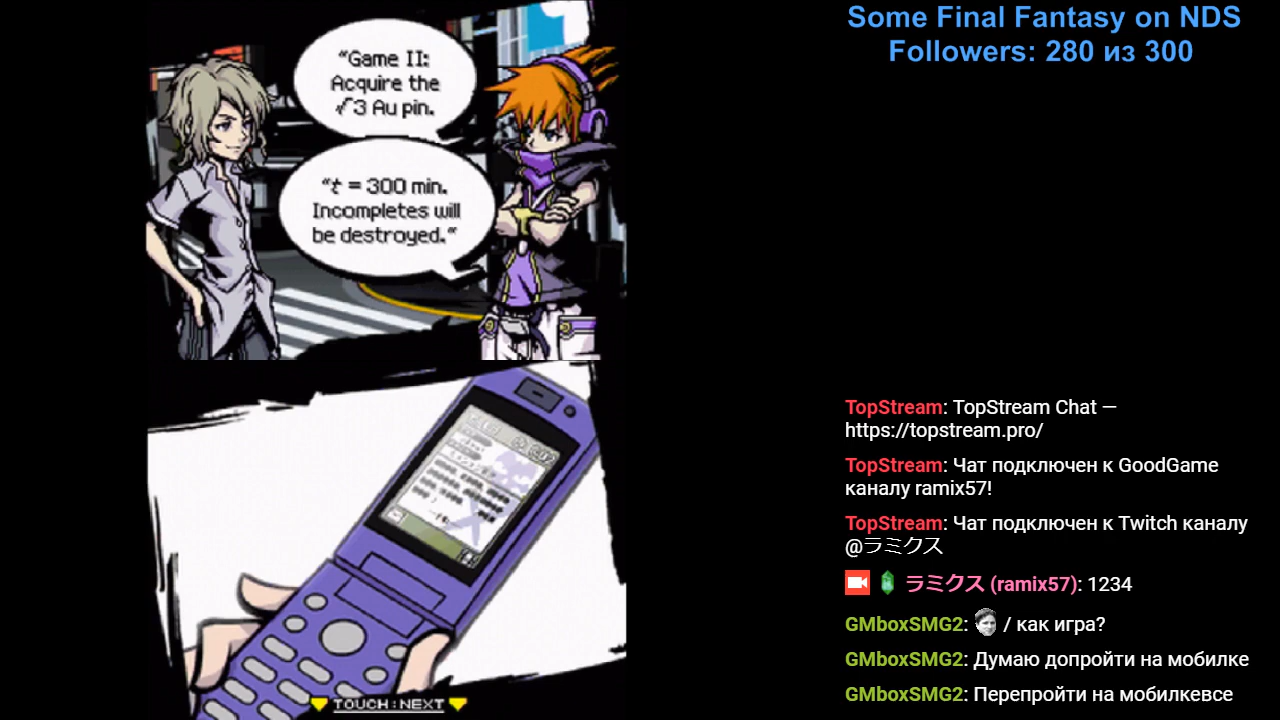 "Game II:
Acquire the
√3 Au pin.
"t = 300 min.
Incompletes will
be destroyed."
TOUCH:NEXT
Some Final Fantasy on NDS
Followers: 280 из 300
TopStream: TopStream Chat —
https://topstream.pro/
TopStream: Чат подключен к GoodGame
каналу ramix57!
TopStream: Чат подключен к Twitch каналу
@ラミクス
ラミクス (ramix57): 1234
GMboxSMG2: / как игра?
GMboxSMG2: Думаю допройти на мобилке
GMboxSMG2: Перепройти на мобилкевсе